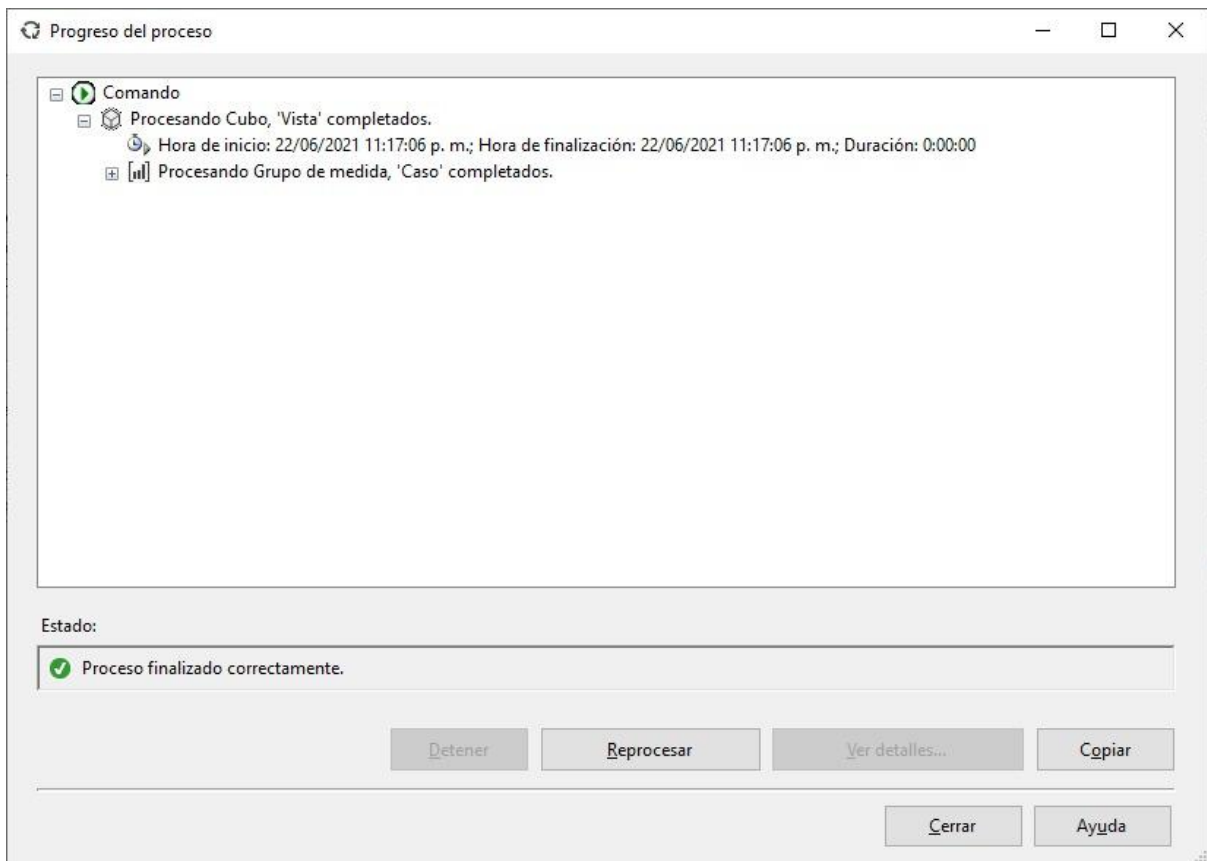 Progreso del proceso
Comando
Procesando Cubo, 'Vista' completados.
Hora de inicio: 22/06/2021 11:17:06 p. m.; Hora de finalización: 22/06/2021 11:17:06 p. m.; Duración: 0:00:00
Procesando Grupo de medida, 'Caso' completados.
Estado:
Proceso finalizado correctamente.
Detener Reprocesar Ver detalles... Copiar
Cerrar Ayuda